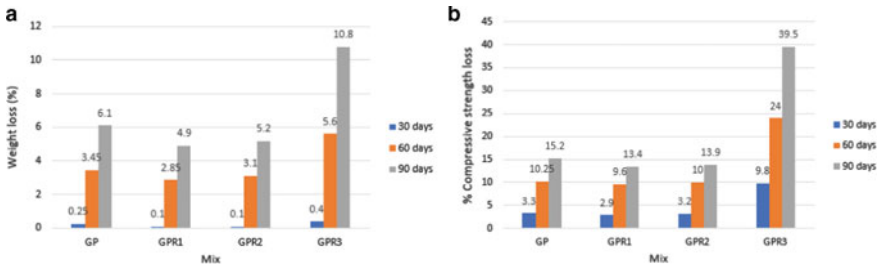 a
12
10
8
6
4
2
0
Weight loss (%)
0.25
3.45
6.1
0.1
2.85
4.9
0.1
3.1
5.2
0.4
5.6
10.8
GP
GPR1
GPR2
GPR3
Mix
30 days
60 days
90 days
b
45
40
35
30
25
20
15
10
5
0
% Compressive strength loss
3.3
10.25
15.2
2.9
9.6
13.4
3.2
10
13.9
9.8
24
39.5
GP
GPR1
GPR2
GPR3
Mix
30 days
60 days
90 days